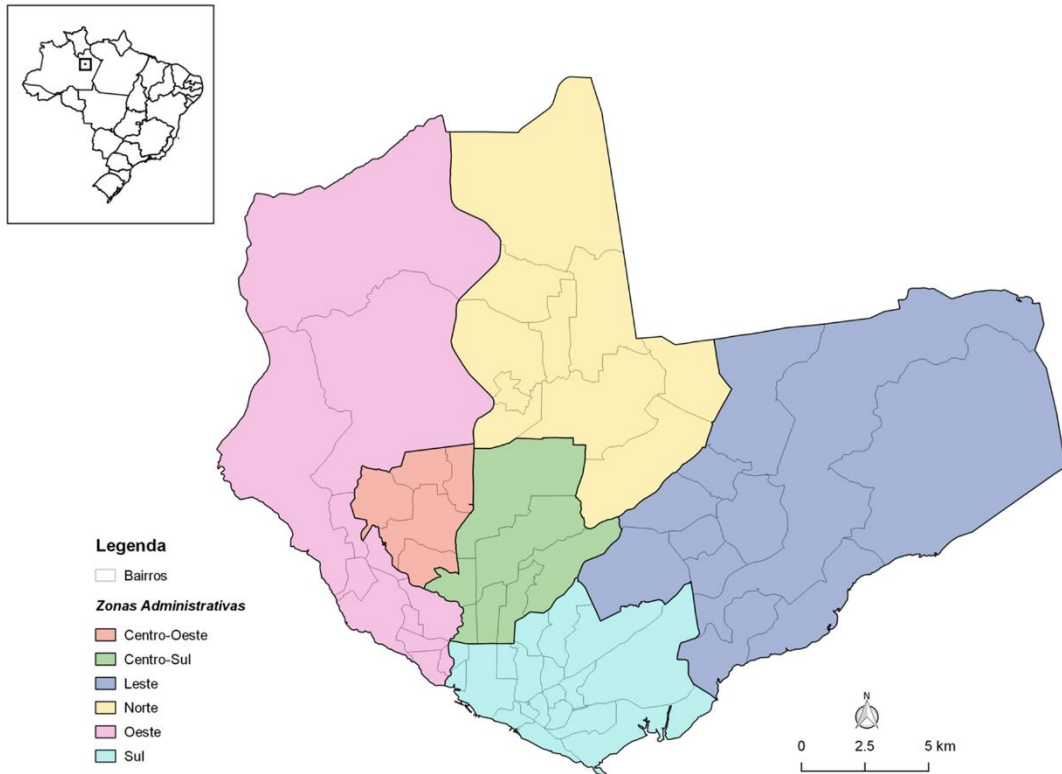 Legenda
Bairros
Zonas Administrativas
Centro-Oeste
Centro-Sul
Leste
Norte
Oeste
Sul
N
0 2.5 5 km